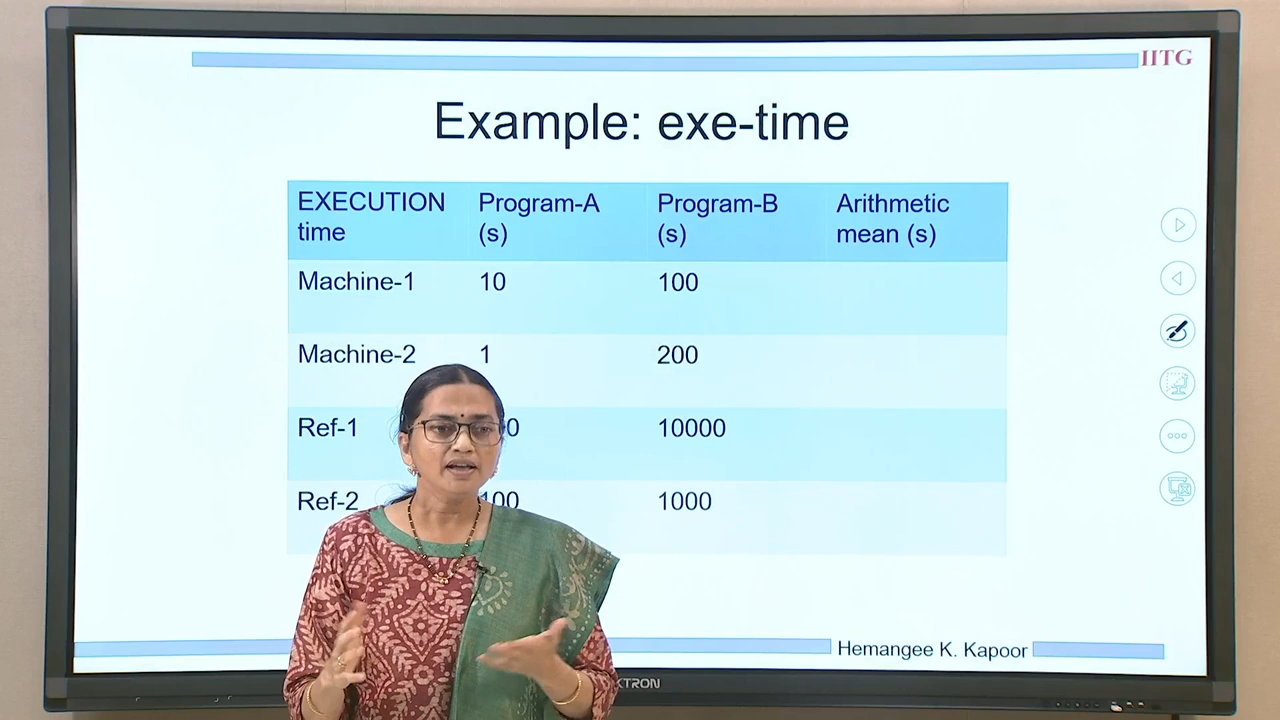 IITG
Example: exe-time
EXECUTION time Program-A (s) Program-B (s) Arithmetic mean (s)
Machine-1 10 100
Machine-2 1 200
Ref-1 10000
Ref-2 100 1000
Hemangee K. Kapoor